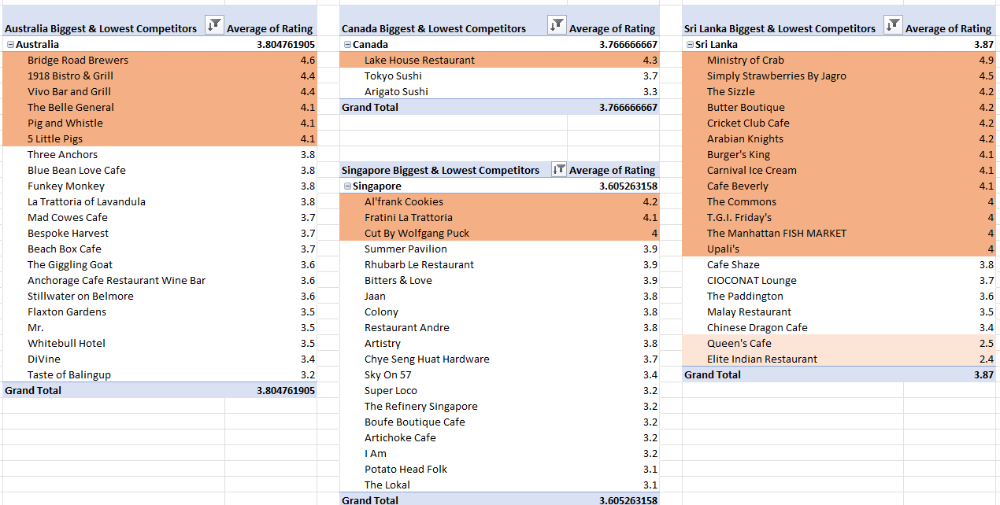 Australia Biggest & Lowest Competitors Average of Rating
Australia 3.804761905
Bridge Road Brewers 4.6
1918 Bistro & Grill 4.4
Vivo Bar and Grill 4.4
The Belle General 4.1
Pig and Whistle 4.1
5 Little Pigs 4.1
Three Anchors 3.8
Blue Bean Love Cafe 3.8
Funkey Monkey 3.8
La Trattoria of Lavandula 3.8
Mad Cowes Cafe 3.7
Bespoke Harvest 3.7
Beach Box Cafe 3.7
The Giggling Goat 3.6
Anchorage Cafe Restaurant Wine Bar 3.6
Stillwater on Belmore 3.6
Flaxton Gardens 3.5
Mr. 3.5
Whitebull Hotel 3.5
DiVine 3.4
Taste of Balingup 3.2
Grand Total 3.804761905
Canada Biggest & Lowest Competitors Average of Rating
Canada 3.766666667
Lake House Restaurant 4.3
Tokyo Sushi 3.7
Arigato Sushi 3.3
Grand Total 3.766666667
Singapore Biggest & Lowest Competitors Average of Rating
Singapore 3.605263158
Al'frank Cookies 4.2
Fratini La Trattoria 4.1
Cut By Wolfgang Puck 4
Summer Pavilion 3.9
Rhubarb Le Restaurant 3.9
Bitters & Love 3.9
Jaan 3.8
Colony 3.8
Restaurant Andre 3.8
Artistry 3.8
Chye Seng Huat Hardware 3.7
Sky On 57 3.4
Super Loco 3.2
The Refinery Singapore 3.2
Boufe Boutique Cafe 3.2
Artichoke Cafe 3.2
I Am 3.2
Potato Head Folk 3.1
The Lokal 3.1
Grand Total 3.605263158
Sri Lanka Biggest & Lowest Competitors Average of Rating
Sri Lanka 3.87
Ministry of Crab 4.9
Simply Strawberries By Jagro 4.5
The Sizzle 4.2
Butter Boutique 4.2
Cricket Club Cafe 4.2
Arabian Knights 4.2
Burger's King 4.1
Carnival Ice Cream 4.1
Cafe Beverly 4.1
The Commons 4
T.G.I. Friday's 4
The Manhattan FISH MARKET 4
Upali's 4
Cafe Shaze 3.8
CIOCONAT Lounge 3.7
The Paddington 3.6
Malay Restaurant 3.5
Chinese Dragon Cafe 3.4
Queen's Cafe 2.5
Elite Indian Restaurant 2.4
Grand Total 3.87